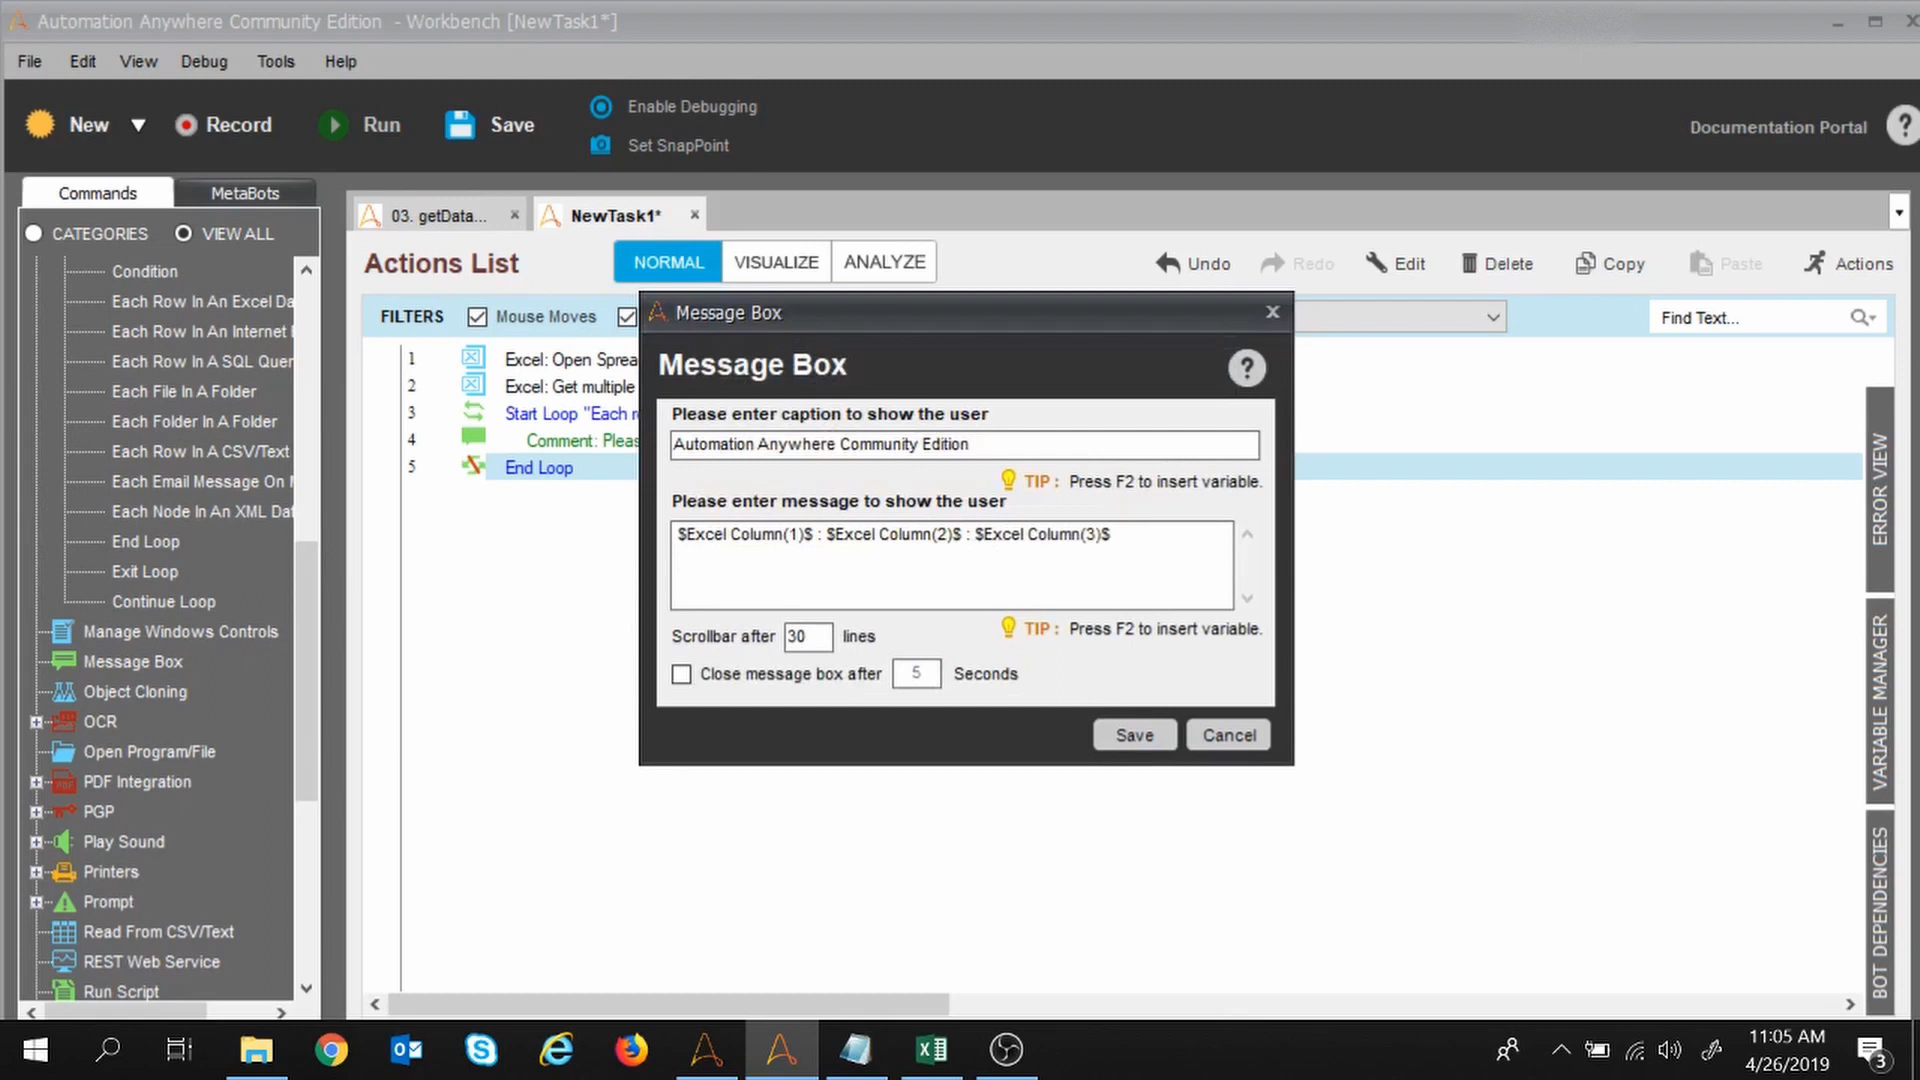 Automation Anywhere Community Edition - Workbench [NewTask1*]
File Edit View Debug Tools Help
New Record Run Save
Enable Debugging
Set SnapPoint
Documentation Portal ?
Commands MetaBots
CATEGORIES VIEW ALL
Condition
Each Row In An Excel Da
Each Row In An Internet
Each Row In A SQL Quer
Each File In A Folder
Each Folder In A Folder
Each Row In A CSV/Text
Each Email Message On
Each Node In An XML Dat
End Loop
Exit Loop
Continue Loop
Manage Windows Controls
Message Box
Object Cloning
OCR
Open Program/File
PDF Integration
PGP
Play Sound
Printers
Prompt
Read From CSV/Text
REST Web Service
Run Script
03. getData... NewTask1*
Actions List NORMAL VISUALIZE ANALYZE Undo Redo Edit Delete Copy Paste Actions
FILTERS Mouse Moves Find Text...
1 Excel: Open Sprea
2 Excel: Get multiple
3 Start Loop "Each r
4 Comment: Pleas
5 End Loop
Message Box
Message Box ?
Please enter caption to show the user
Automation Anywhere Community Edition
TIP : Press F2 to insert variable.
Please enter message to show the user
$Excel Column(1)$ : $Excel Column(2)$ : $Excel Column(3)$
TIP : Press F2 to insert variable.
Scrollbar after 30 lines
Close message box after 5 Seconds
Save Cancel
ERROR VIEW
VARIABLE MANAGER
BOT DEPENDENCIES
11:05 AM
4/26/2019
3